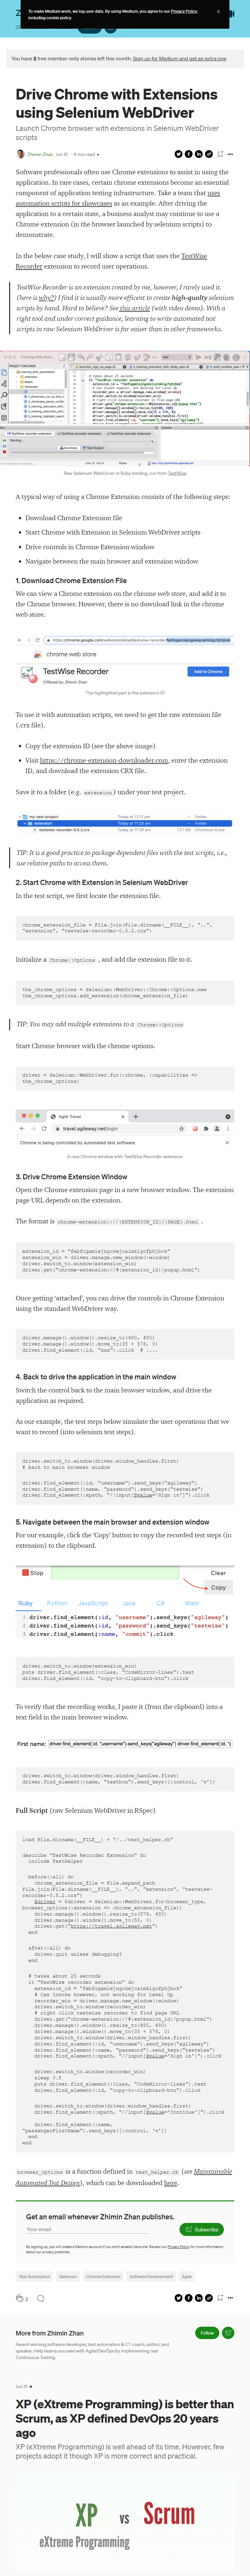 To make Medium work, we log user data. By using Medium, you agree to our Privacy Policy,
including cookie policy.
You have 2 free member-only stories left this month. Sign up for Medium and get an extra one
Drive Chrome with Extensions
using Selenium WebDriver
Launch Chrome browser with extensions in Selenium WebDriver
scripts
Zhimin Zhan Jun 15 · 4 min read
Software professionals often use Chrome extensions to assist in using the
application. In rare cases, certain chrome extensions become an essential
component of application testing infrastructure. Take a team that uses
automation scripts for showcases as an example. After driving the
application to a certain state, a business analyst may continue to use a
Chrome extension (in the browser launched by selenium scripts) to
demonstrate.
In the below case study, I will show a script that uses the TestWise
Recorder extension to record user operations.
TestWise Recorder is an extension created by me, however, I rarely used it.
(here is why?) I find it is usually more efficient to create high-quality selenium
scripts by hand. Hard to believe? See this article (with video demo). With a
right tool and under correct guidance, learning to write automated test
scripts in raw Selenium WebDriver is far easier than other frameworks.
Raw Selenium WebDriver in Ruby binding, run from TestWise
A typical way of using a Chrome Extension consists of the following steps:
Download Chrome Extension file
Start Chrome with Extension in Selenium WebDriver scripts
Drive controls in Chrome Extension window
Navigate between the main browser and extension window
1. Download Chrome Extension File
We can view a Chrome extension on the chrome web store, and add it to
the Chrome browser. However, there is no download link in the chrome
web store.
chrome web store
TestWise Recorder
Offered by: Zhimin Zhan
Add to Chrome
The highlighted part is the extension ID
To use it with automation scripts, we need to get the raw extension file
(.crx file).
Copy the extension ID (see the above image)
Visit https://chrome-extension-downloader.com, enter the extension
ID, and download the extension CRX file.
Save it to a folder (e.g. extension) under your test project.
my-test-project Today at 12:11 pm
extension Today at 11:20 am
testwise-recorder-0.5.2.crx Today at 11:20 am 731 KB Chromium Extra
TIP: It is a good practice to package dependent files with the test scripts, i.e.,
use relative paths to access them.
2. Start Chrome with Extension in Selenium WebDriver
In the test script, we first locate the extension file.
chrome_extension_file = File.join(File.dirname(__FILE__), "..",
"extension", "testwise-recorder-0.5.2.crx")
Initialize a Chrome::Options , and add the extension file to it.
the_chrome_options = Selenium::WebDriver::Chrome::Options.new
the_chrome_options.add_extension(chrome_extension_file)
TIP: You may add multiple extensions to a Chrome::Options
Start Chrome browser with the chrome options.
driver = Selenium::WebDriver.for(:chrome, :capabilities =>
the_chrome_options)
Agile Travel
travel.agileway.net/login
Chrome is being controlled by automated test software.
A new Chrome window with TestWise Recorder extension
3. Drive Chrome Extension Window
Open the Chrome extension page in a new browser window. The extension
page URL depends on the extension.
The format is chrome-extension://{EXTENSION_ID}/{PAGE}.html .
extension_id = "febfogamlejngokejcaimklgcfphjbok"
extension_win = driver.manage.new_window(:window)
driver.switch_to.window(extension_win)
driver.get("chrome-extension://#{extension_id}/popup.html")
Once getting 'attached', you can drive the controls in Chrome Extension
using the standard WebDriver way.
driver.manage().window().resize_to(480, 480)
driver.manage().window().move_to(35 + 576, 0)
driver.find_element(:id, "xxx").click # ....
4. Back to drive the application in the main window
Switch the control back to the main browser window, and drive the
application as required.
As our example, the test steps below simulate the user operations that we
want to record (into selenium test steps).
driver.switch_to.window(driver.window_handles.first)
# back to main browser window
driver.find_element(:id, "username").send_keys("agileway")
driver.find_element(:name, "password").send_keys("testwise")
driver.find_element(:xpath, "//input[@value='Sign in']").click
5. Navigate between the main browser and extension window
For our example, click the 'Copy' button to copy the recorded test steps (in
extension) to the clipboard.
Stop Clear
Copy
Ruby Python JavaScript Java C# Watir
1 driver.find_element(:id, "username").send_keys("agileway")
2 driver.find_element(:id, "password").send_keys("testwise")
3 driver.find_element(:name, "commit").click
driver.switch_to.window(extension_win)
puts driver.find_element(:class, "CodeMirror-lines").text
driver.find_element(:id, "copy-to-clipboard-btn").click
To verify that the recording works, I paste it (from the clipboard) into a
text field in the main browser window.
First name: driver.find_element(:id, "username").send_keys("agileway") driver.find_element(:id, "p
driver.switch_to.window(driver.window_handles.first)
driver.find_element(:name, "textbox").send_keys([:control, 'v'])
Full Script (raw Selenium WebDriver in RSpec)
load File.dirname(__FILE__) + "/../test_helper.rb"
describe "TestWise Recorder Extension" do
include TestHelper
before(:all) do
chrome_extension_file = File.expand_path
File.join(File.dirname(__FILE__), "..", "extension", "testwise-
recorder-0.5.2.crx")
@driver = $driver = Selenium::WebDriver.for(browser_type,
browser_options(:extension => chrome_extension_file))
driver.manage().window().resize_to(576, 480)
driver.manage().window().move_to(50, 0)
driver.get("https://travel.agileway.net")
end
after(:all) do
driver.quit unless debugging?
end
# takes about 25 seconds
it "TestWise recorder extension" do
extension_id = "febfogamlejngokejcaimklgcfphjbok"
# Can invoke however, not working for Level Up
recorder_win = driver.manage.new_window(:window)
driver.switch_to.window(recorder_win)
# right click testwise recorder to find page URL
driver.get("chrome-extension://#{extension_id}/popup.html")
driver.manage().window().resize_to(480, 480)
driver.manage().window().move_to(35 + 576, 0)
driver.switch_to.window(driver.window_handles.first)
driver.find_element(:id, "username").send_keys("agileway")
driver.find_element(:name, "password").send_keys("testwise")
driver.find_element(:xpath, "//input[@value='Sign in']").click
driver.switch_to.window(recorder_win)
sleep 0.5
puts driver.find_element(:class, "CodeMirror-lines").text
driver.find_element(:id, "copy-to-clipboard-btn").click
driver.switch_to.window(driver.window_handles.first)
driver.find_element(:xpath, "//input[@value='Continue']").click
driver.find_element(:name,
"passengerFirstName").send_keys([:control, 'v'])
end
end
browser_options is a function defined in test_helper.rb (see Maintainable
Automated Test Design), which can be downloaded here.
Get an email whenever Zhimin Zhan publishes.
Your email
Subscribe
By signing up, you will create a Medium account if you don't already have one. Review our Privacy Policy for more information
about our privacy practices.
Test Automation Selenium Chrome Extension Software Development Agile
2
More from Zhimin Zhan
Follow
Award-winning software developer, test automation & CT coach, author, and
speaker. Help teams succeed with Agile/DevOps by implementing real
Continuous Testing.
Jun 11
XP (eXtreme Programming) is better than
Scrum, as XP defined DevOps 20 years
ago
XP (eXtreme Programming) is well ahead of its time. However, few
projects adopt it though XP is more correct and practical.
XP vs Scrum
eXtreme Programming